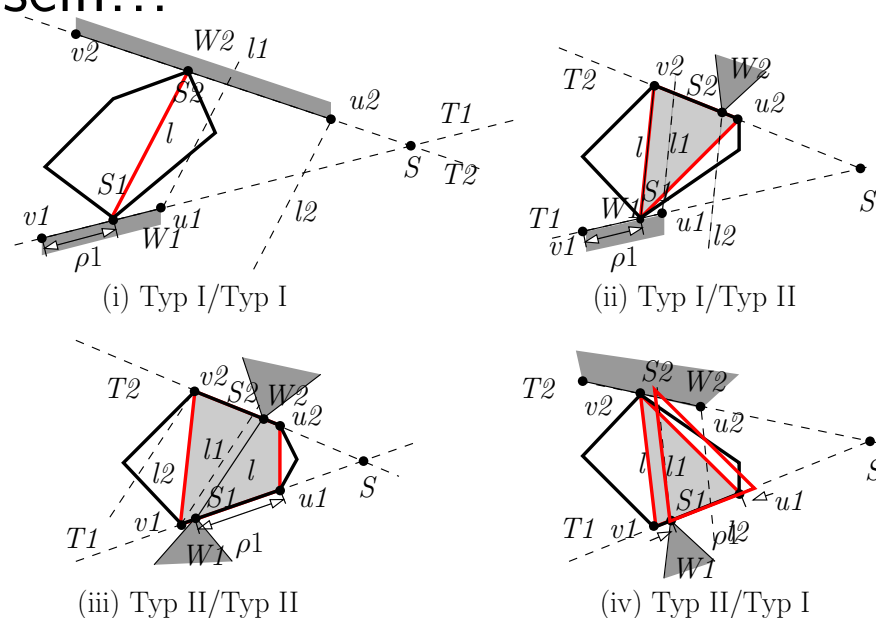 sein...
W2
l1
v2
S2
u2
l
T1
S
T2
S1
v1
u1
W1
l2
ρ1
(i) Typ I/Typ I
v2
W2
T2
S2
u2
l
l1
S1
S
W1
T1
u1
v1
l2
ρ1
(ii) Typ I/Typ II
v2
T2
S2
W2
u2
l1
l2
l
S
S1
u1
v1
T1
W1
ρ1
(iii) Typ II/Typ II
S2
T2
W2
v2
u2
l
l1
S
S1
u1
T1
v1
ρ1
l2
W1
(iv) Typ II/Typ I